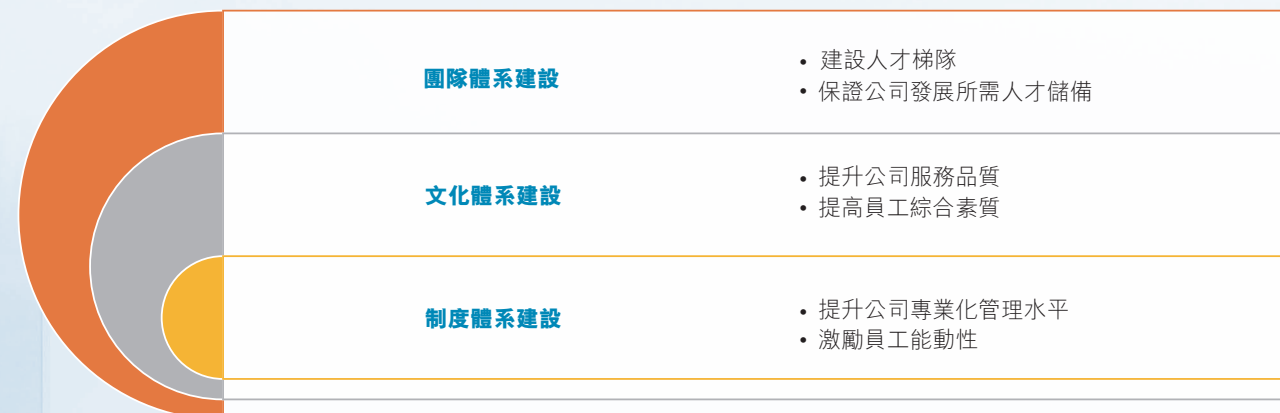 團隊體系建設
• 建設人才梯隊
• 保證公司發展所需人才儲備
文化體系建設
• 提升公司服務品質
• 提高員工綜合素質
制度體系建設
• 提升公司專業化管理水平
• 激勵員工能動性